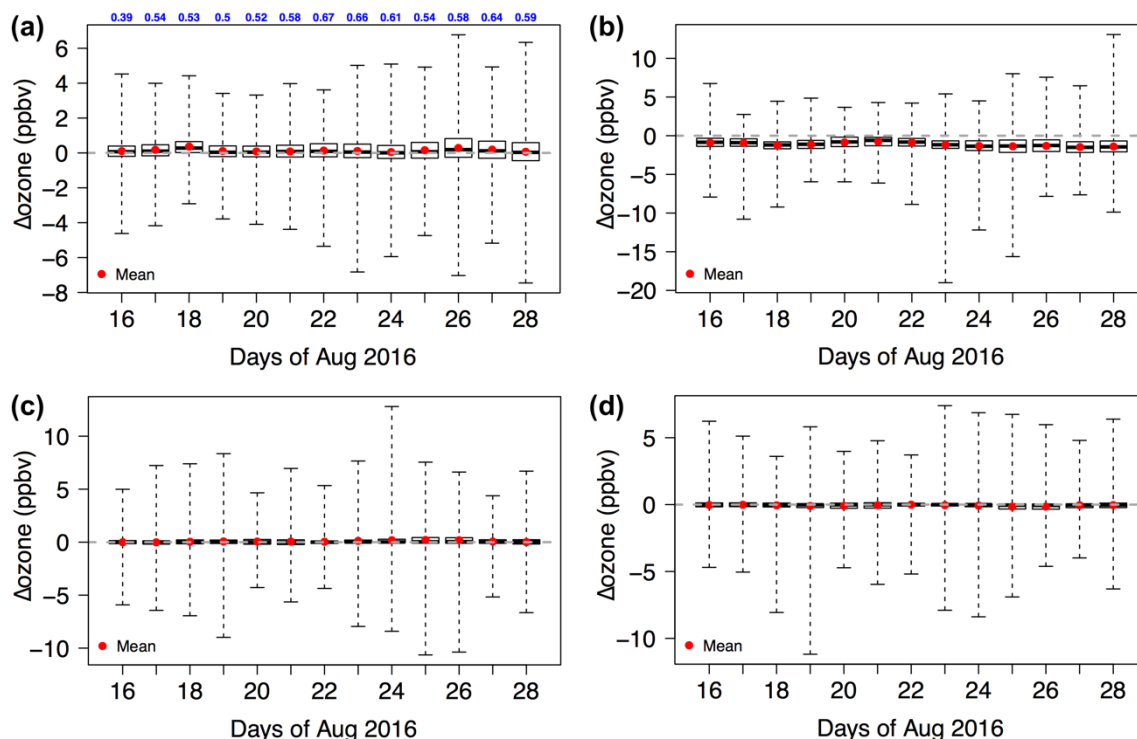 (a)
0.39 0.54 0.53 0.5 0.52 0.58 0.67 0.66 0.61 0.54 0.58 0.64 0.59
Δozone (ppbv)
6
4
2
0
−2
−4
−6
−8
Mean
16 18 20 22 24 26 28
Days of Aug 2016
(b)
Δozone (ppbv)
10
5
0
−5
−10
−15
−20
Mean
16 18 20 22 24 26 28
Days of Aug 2016
(c)
Δozone (ppbv)
10
5
0
−5
−10
Mean
16 18 20 22 24 26 28
Days of Aug 2016
(d)
Δozone (ppbv)
5
0
−5
−10
Mean
16 18 20 22 24 26 28
Days of Aug 2016